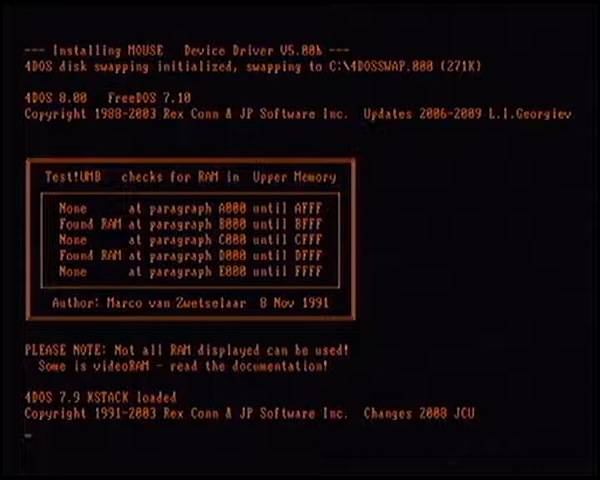 --- Installing MOUSE   Device Driver V5.00h ---
4DOS disk swapping initialized, swapping to C:\4DOSSWAP.000 (271K)
4DOS 8.00   FreeDOS 7.10
Copyright 1988-2003 Rex Conn & JP Software Inc.  Updates 2006-2009 L.I.Georgiev
Test!UMB   checks for RAM in  Upper Memory
None      at paragraph A000 until AFFF
Found RAM at paragraph B000 until BFFF
None      at paragraph C000 until CFFF
Found RAM at paragraph D000 until DFFF
None      at paragraph E000 until FFFF
Author: Marco van Zwetselaar  8 Nov 1991
PLEASE NOTE: Not all RAM displayed can be used!
Some is videoRAM - read the documentation!
4DOS 7.9 KSTACK loaded
Copyright 1991-2003 Rex Conn & JP Software Inc.  Changes 2008 JCU